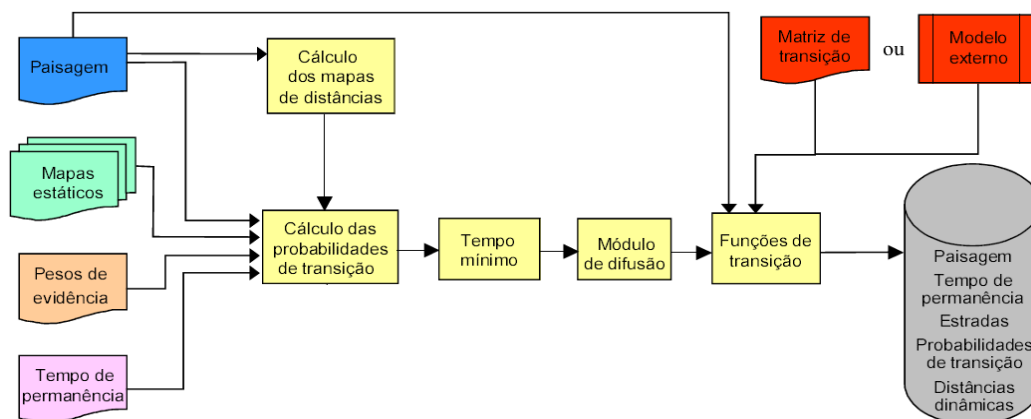 Paisagem
Cálculo
dos mapas
de distâncias
Matriz de
transição
ou
Modelo
externo
Mapas
estáticos
Cálculo das
probabilidades
de transição
Tempo
mínimo
Módulo
de difusão
Funções de
transição
Pesos de
evidência
Tempo de
permanência
Paisagem
Tempo de
permanência
Estradas
Probabilidades
de transição
Distâncias
dinâmicas